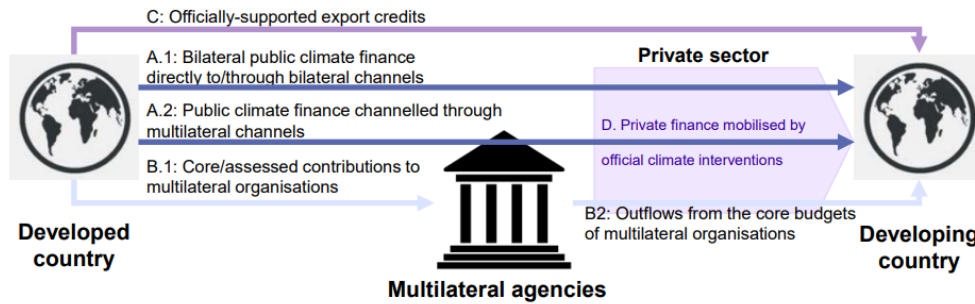 C: Officially-supported export credits
A.1: Bilateral public climate finance
directly to/through bilateral channels
Private sector
A.2: Public climate finance channelled through
multilateral channels
D. Private finance mobilised by
official climate interventions
B.1: Core/assessed contributions to
multilateral organisations
B2: Outflows from the core budgets
of multilateral organisations
Developed
country
Developing
country
Multilateral agencies